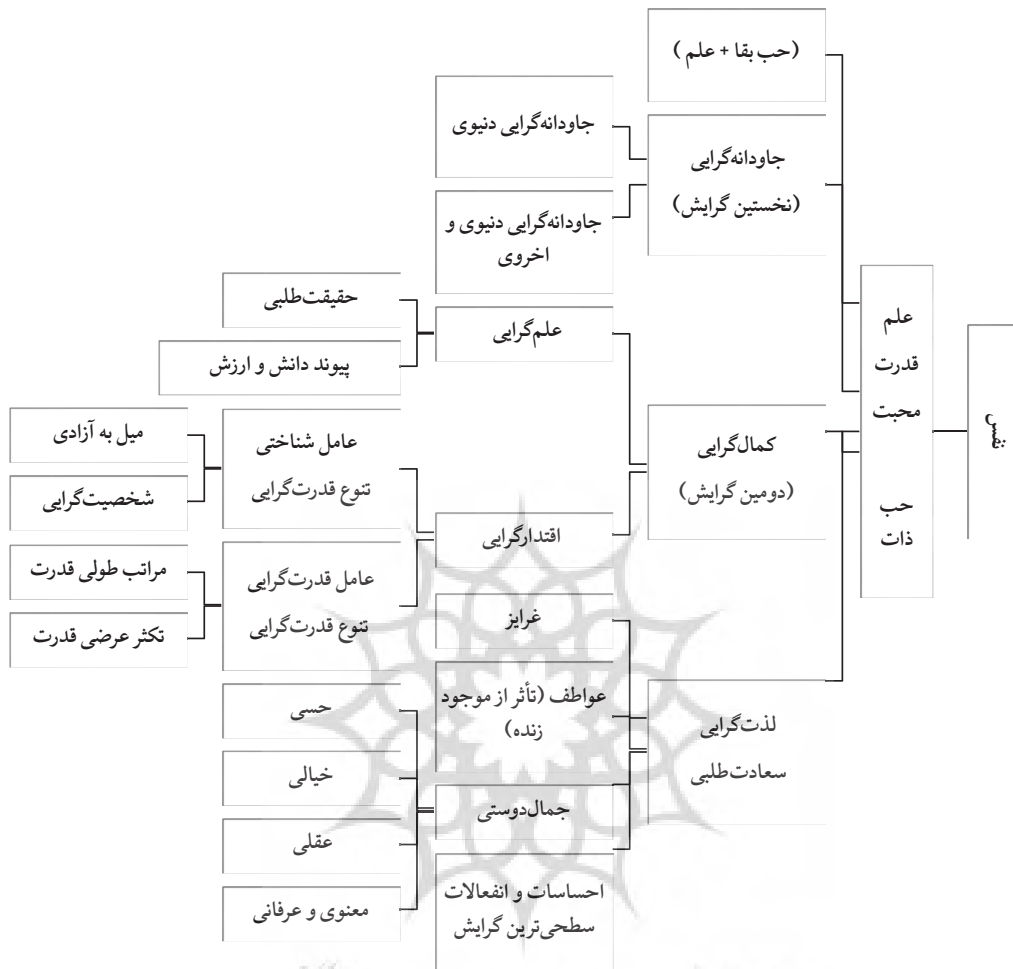 نفس
علم
قدرت
محبت
حب
ذات
(حب بقا + علم )
جاودانه‌گرایی
(نخستین گرایش)
جاودانه‌گرایی دنیوی
جاودانه‌گرایی دنیوی و
اخروی
کمال‌گرایی
(دومین گرایش)
علم‌گرایی
حقیقت‌طلبی
پیوند دانش و ارزش
اقتدارگرایی
عامل شناختی
تنوع قدرت‌گرایی
میل به آزادی
شخصیت‌گرایی
عامل قدرت‌گرایی
تنوع قدرت‌گرایی
مراتب طولی قدرت
تکثر عرضی قدرت
لذت‌گرایی
سعادت‌طلبی
غرایز
عواطف (تأثر از موجود
زنده)
جمال‌دوستی
حسی
خیالی
عقلی
معنوی و عرفانی
احساسات و انفعالات
سطحی‌ترین گرایش